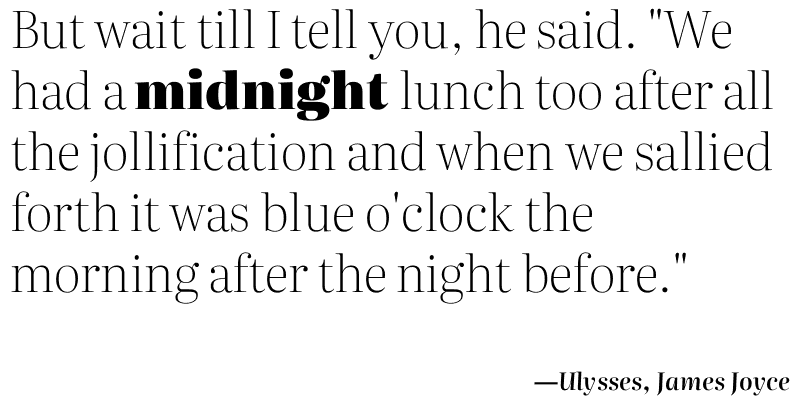 But wait till I tell you, he said. "We
had a midnight lunch too after all
the jollification and when we sallied
forth it was blue o'clock the
morning after the night before."
—Ulysses, James Joyce